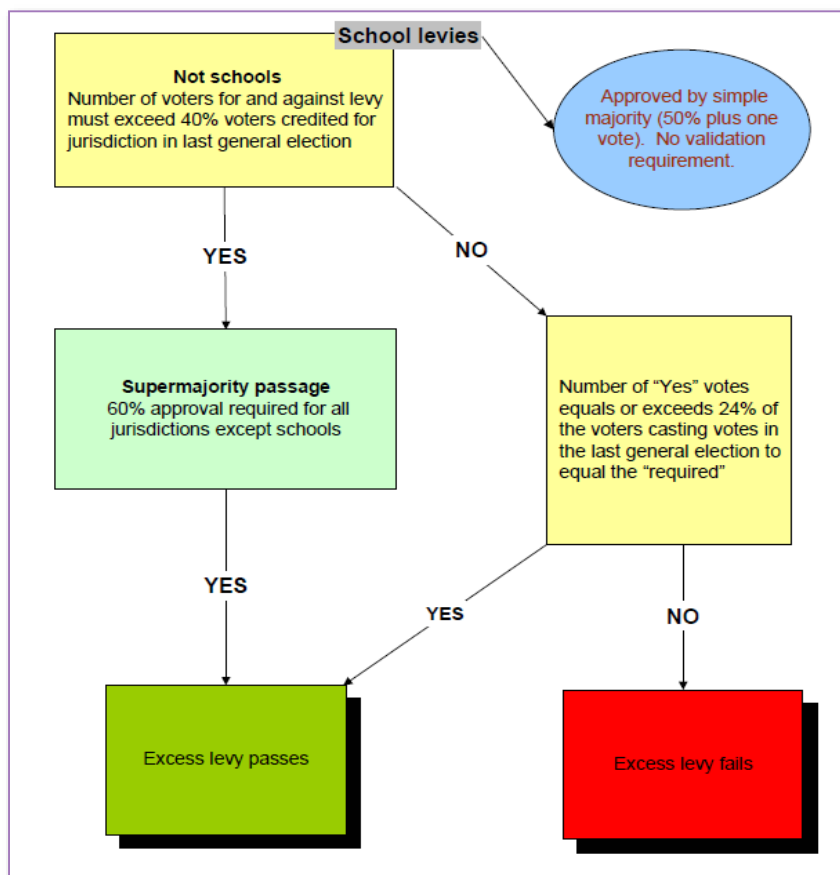 School levies
Not schools
Number of voters for and against levy
must exceed 40% voters credited for
jurisdiction in last general election
Approved by simple
majority (50% plus one
vote).  No validation
requirement.
YES
NO
Supermajority passage
60% approval required for all
jurisdictions except schools
Number of “Yes” votes
equals or exceeds 24% of
the voters casting votes in
the last general election to
equal the “required”
YES
YES
NO
Excess levy passes
Excess levy fails